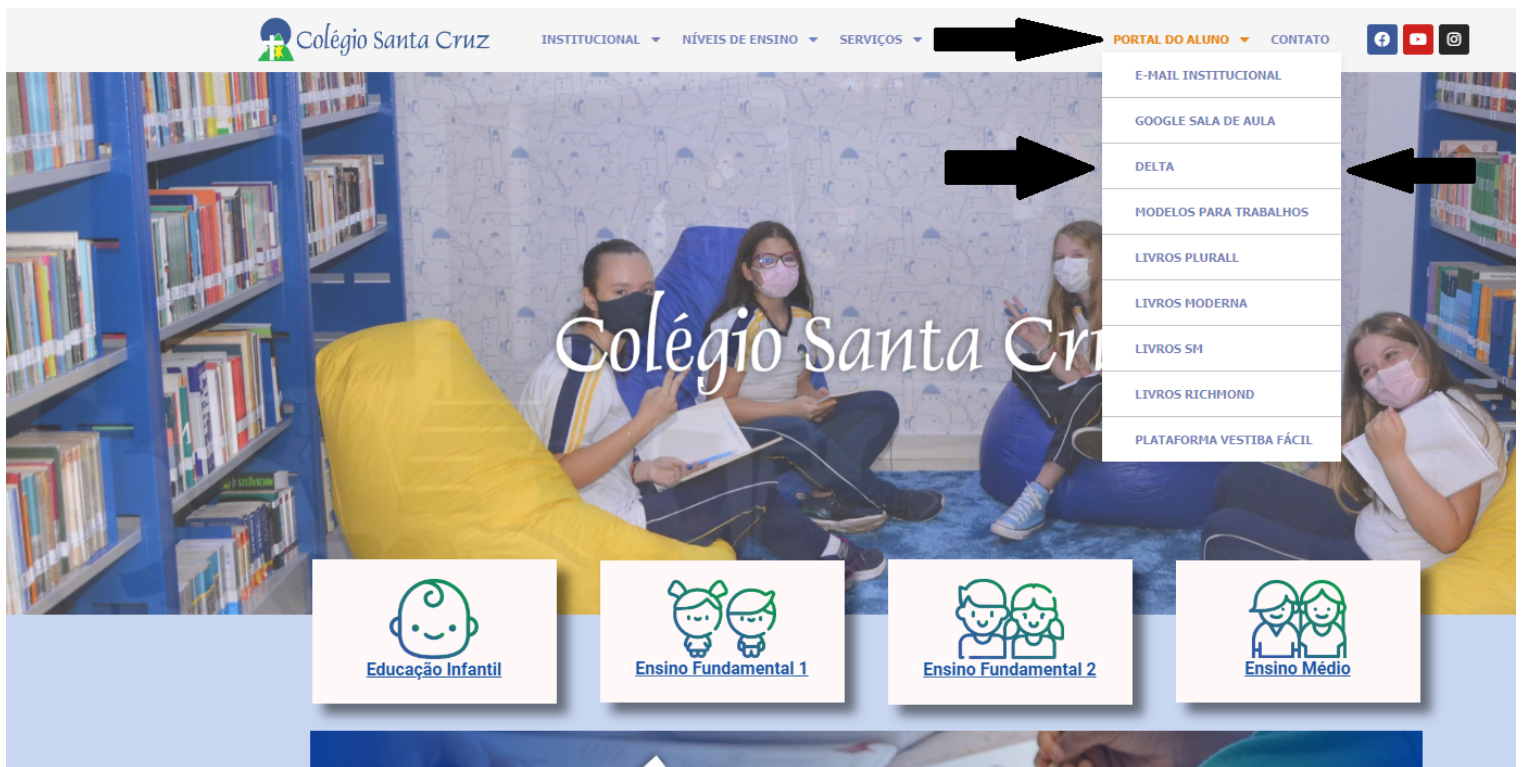 Colégio Santa Cruz
INSTITUCIONAL
NÍVEIS DE ENSINO
SERVIÇOS
PORTAL DO ALUNO
CONTATO
E-MAIL INSTITUCIONAL
GOOGLE SALA DE AULA
DELTA
MODELOS PARA TRABALHOS
LIVROS PLURALL
LIVROS MODERNA
LIVROS SM
LIVROS RICHMOND
PLATAFORMA VESTIBA FÁCIL
Colégio Santa
Educação Infantil
Ensino Fundamental 1
Ensino Fundamental 2
Ensino Médio